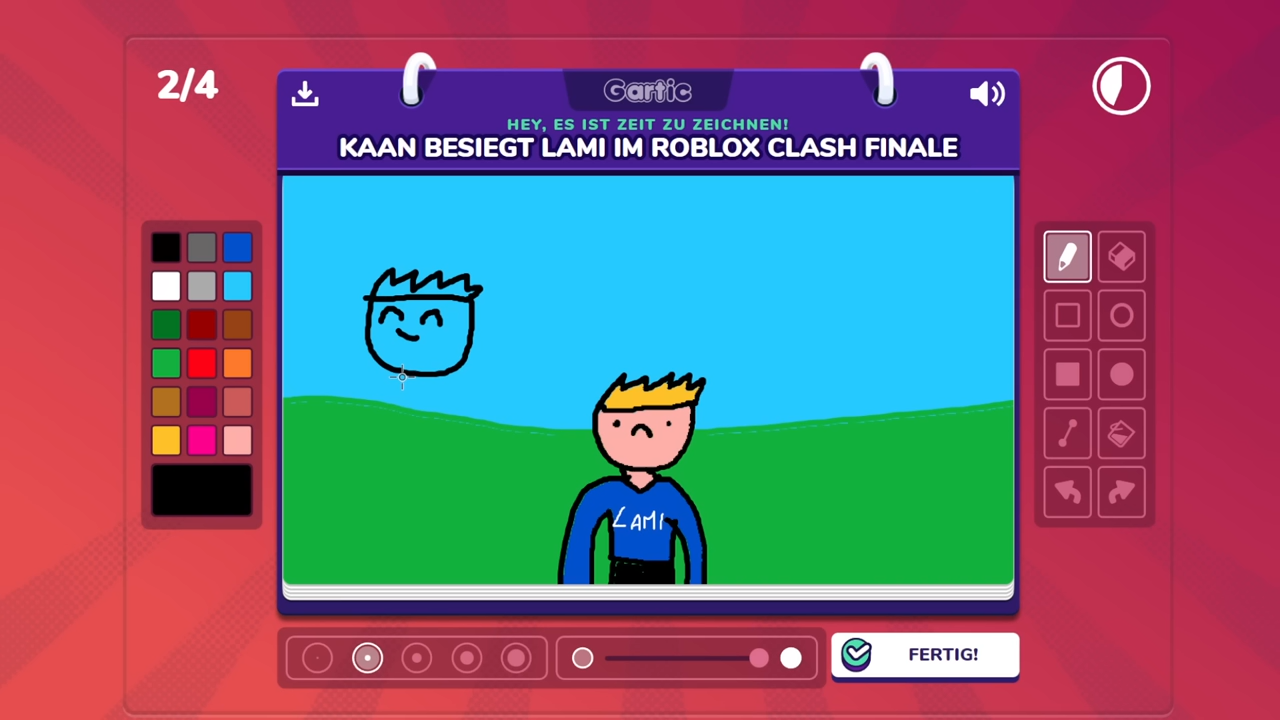 2/4
Gartic
HEY, ES IST ZEIT ZU ZEICHNEN!
KAAN BESIEGT LAMI IM ROBLOX CLASH FINALE
LAMI
FERTIG!